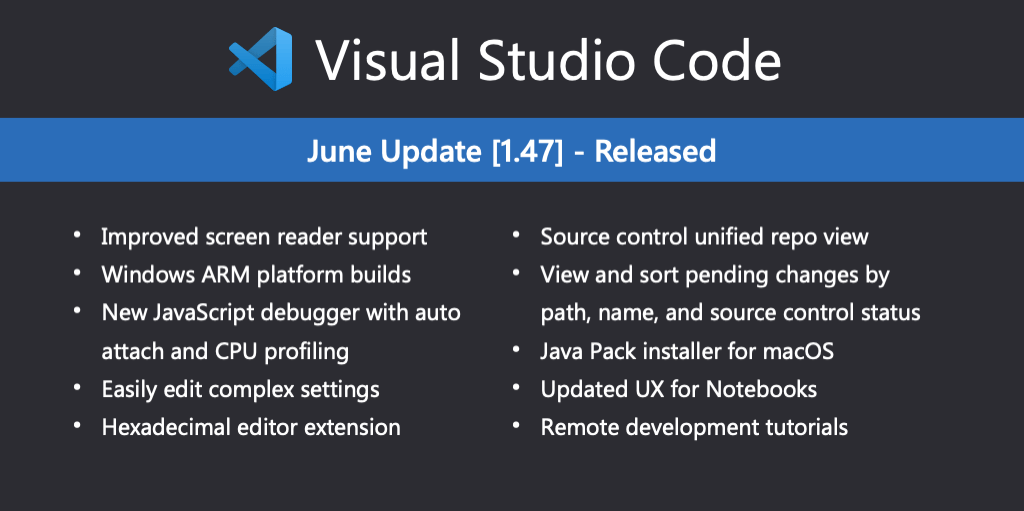 Visual Studio Code
June Update [1.47] - Released
• Improved screen reader support
• Windows ARM platform builds
• New JavaScript debugger with auto
attach and CPU profiling
• Easily edit complex settings
• Hexadecimal editor extension
• Source control unified repo view
• View and sort pending changes by
path, name, and source control status
• Java Pack installer for macOS
• Updated UX for Notebooks
• Remote development tutorials